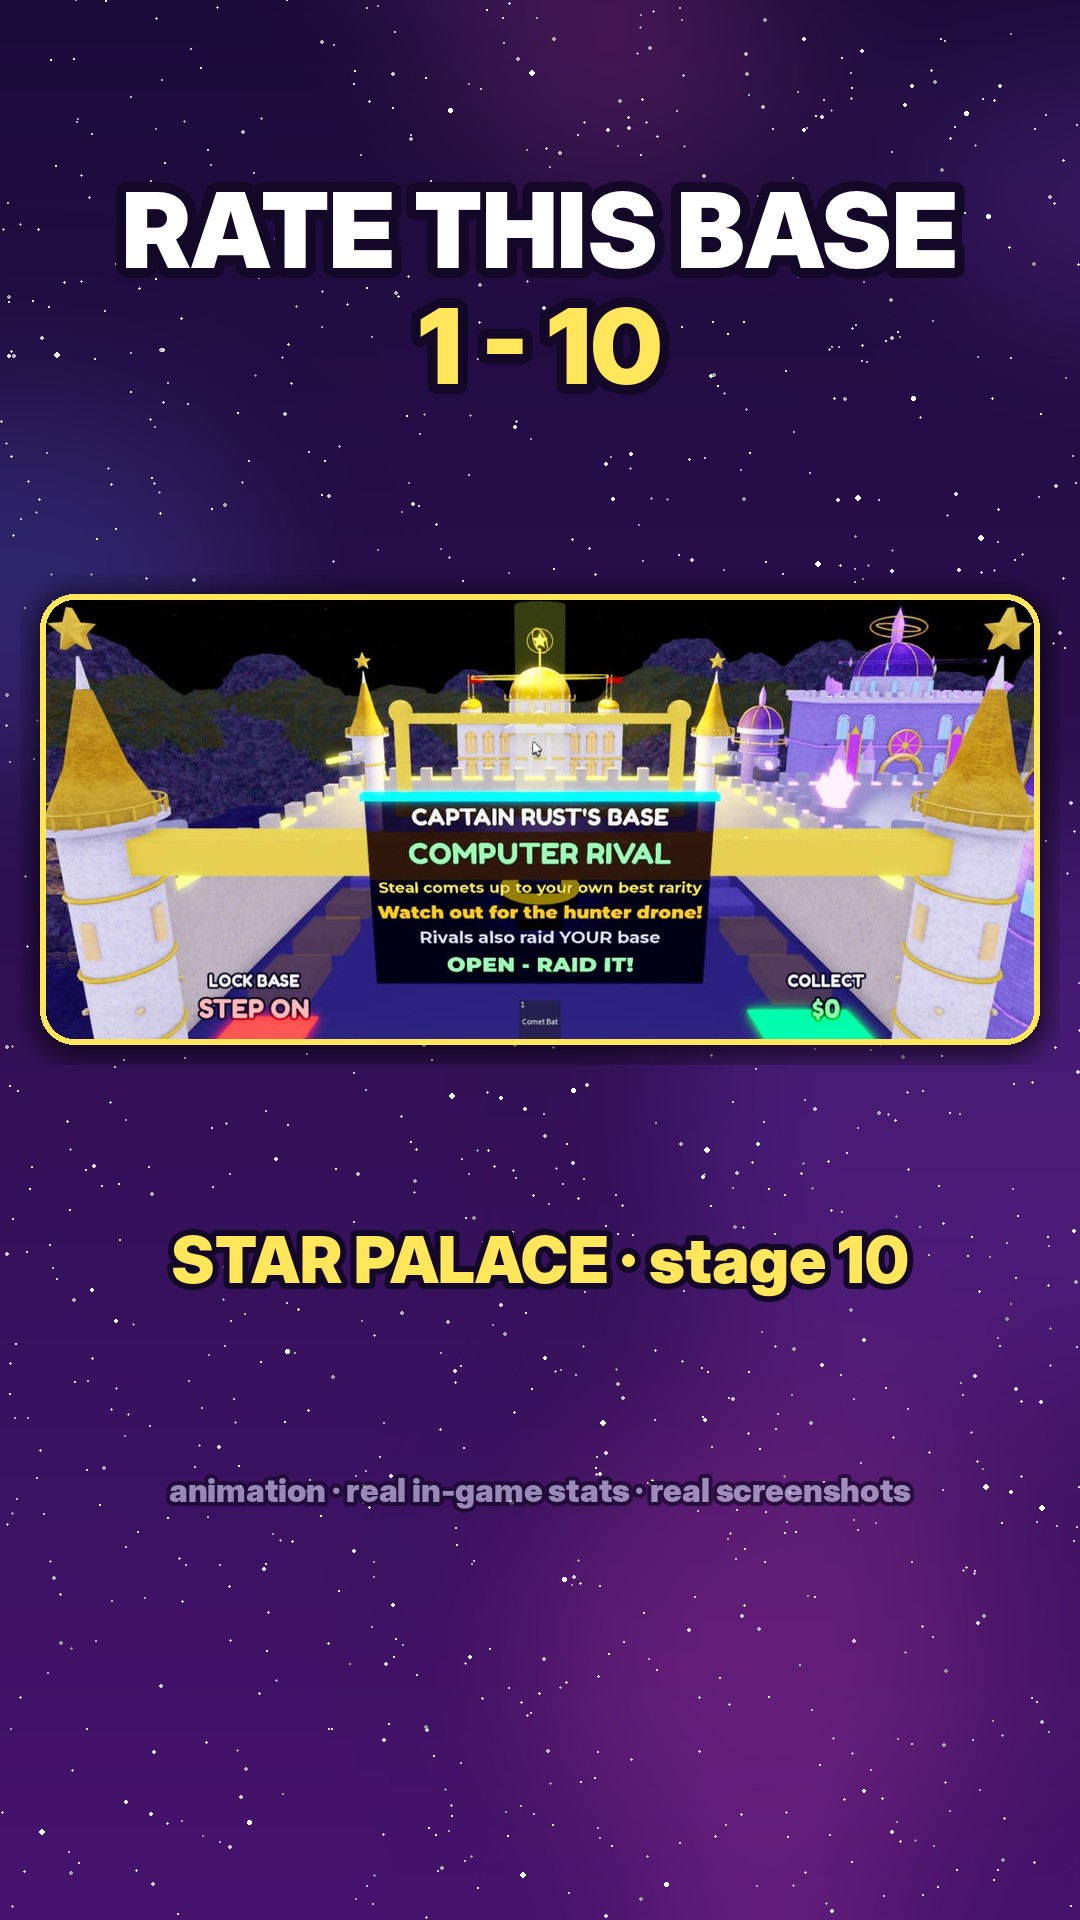 RATE THIS BASE
1 - 10
CAPTAIN RUST'S BASE
COMPUTER RIVAL
Steal comets up to your own best rarity
Watch out for the hunter drone!
Rivals also raid YOUR base
OPEN - RAID IT!
LOCK BASE
STEP ON
COLLECT
$0
1
Comet Bat
STAR PALACE · stage 10
animation · real in-game stats · real screenshots